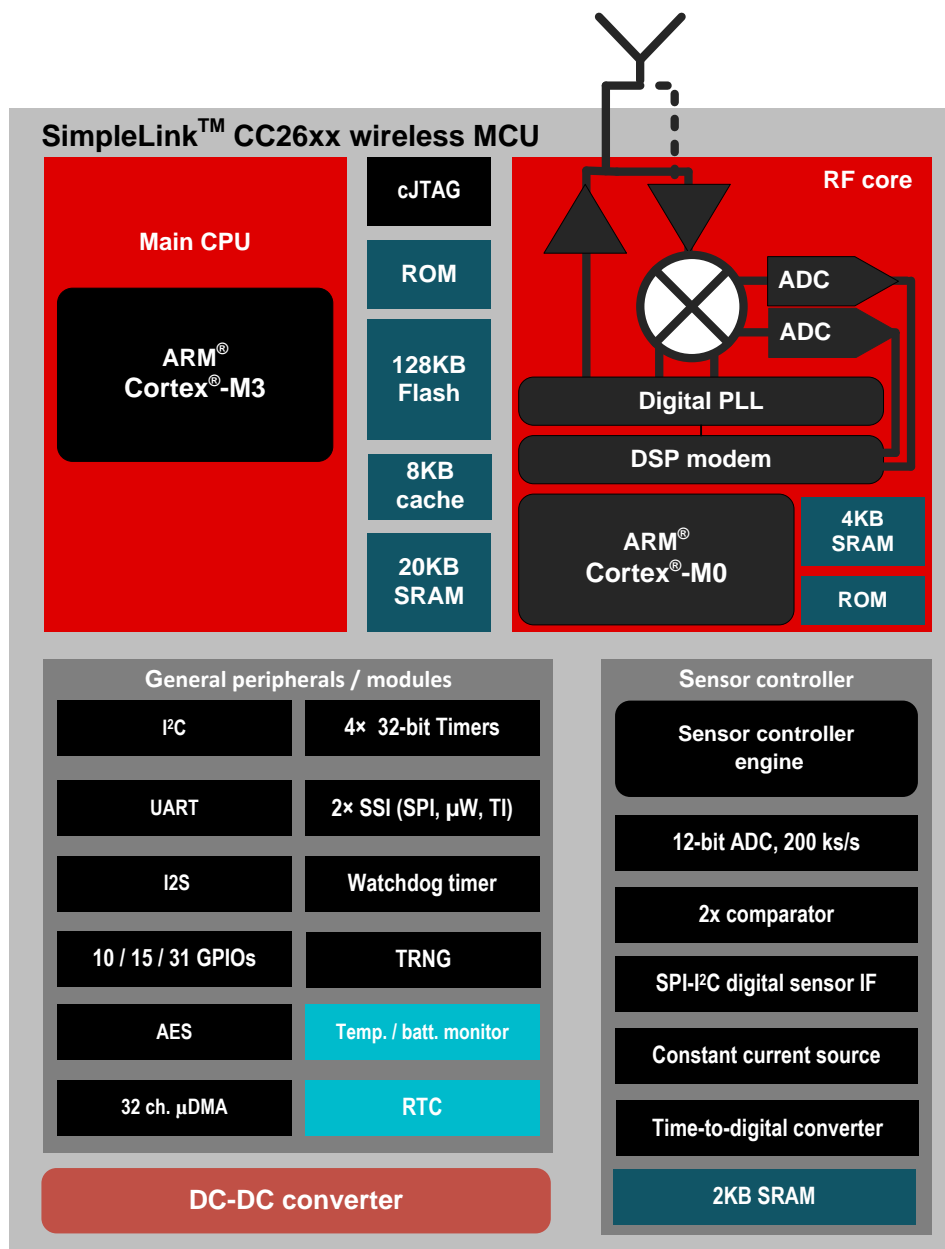 SimpleLink™ CC26xx wireless MCU
Main CPU
ARM®
Cortex®-M3
cJTAG
ROM
128KB
Flash
8KB
cache
20KB
SRAM
RF core
ADC
ADC
Digital PLL
DSP modem
ARM®
Cortex®-M0
4KB
SRAM
ROM
General peripherals / modules
I²C
4× 32-bit Timers
UART
2× SSI (SPI, µW, TI)
I2S
Watchdog timer
10 / 15 / 31 GPIOs
TRNG
AES
Temp. / batt. monitor
32 ch. µDMA
RTC
Sensor controller
Sensor controller
engine
12-bit ADC, 200 ks/s
2x comparator
SPI-I²C digital sensor IF
Constant current source
Time-to-digital converter
2KB SRAM
DC-DC converter